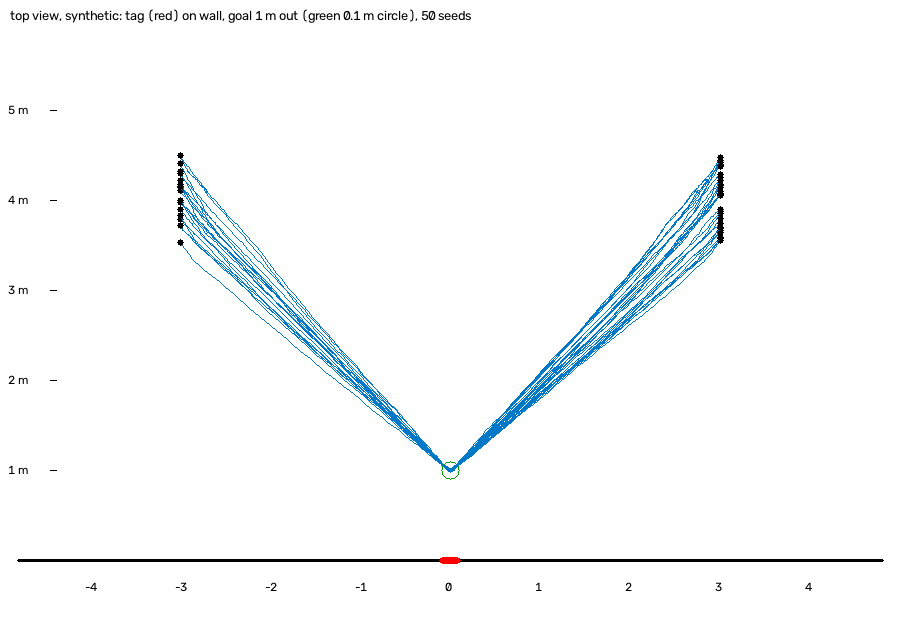 top view, synthetic: tag (red) on wall, goal 1 m out (green 0.1 m circle), 50 seeds
5 m
4 m
3 m
2 m
1 m
-4 -3 -2 -1 0 1 2 3 4